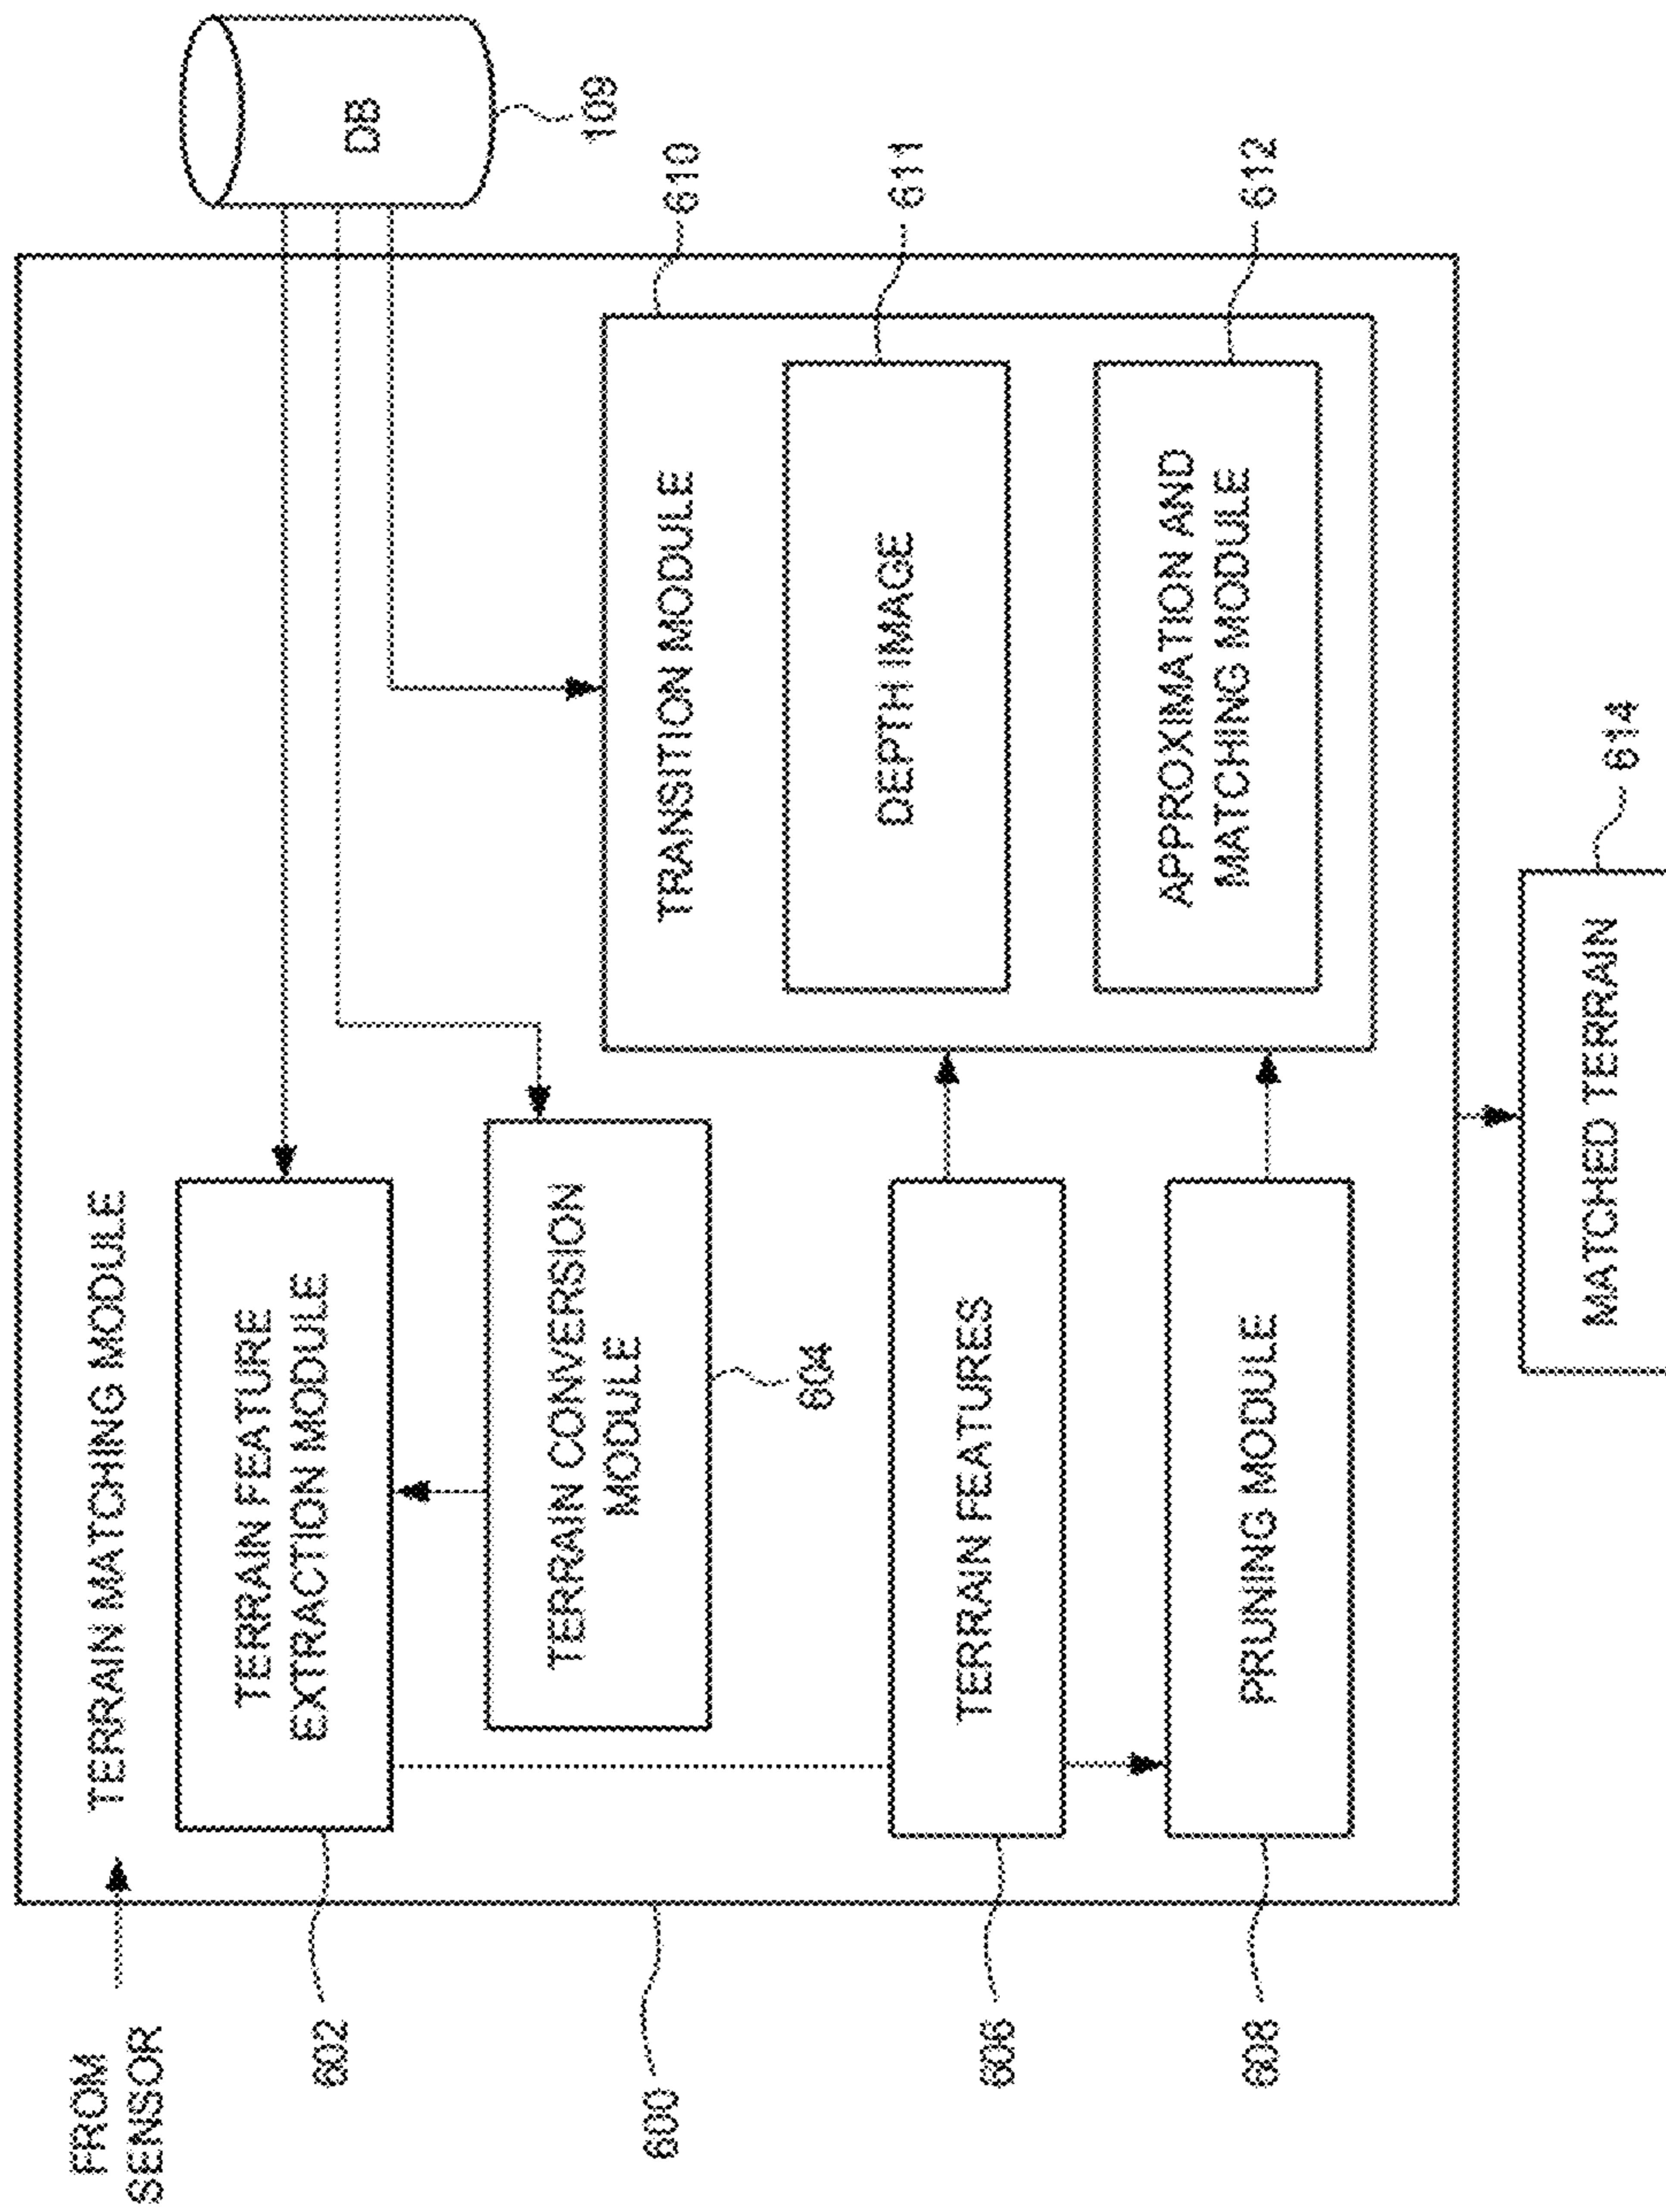 FROM
SENSOR
TERRAIN MATCHING MODULE
DB
109
602
TERRAIN FEATURE
EXTRACTION MODULE
TERRAIN CONVERSION
MODULE
604
600
610
TRANSITION MODULE
606
TERRAIN FEATURES
DEPTH IMAGE
611
608
PRUNING MODULE
APPROXIMATION AND
MATCHING MODULE
612
MATCHED TERRAIN
614